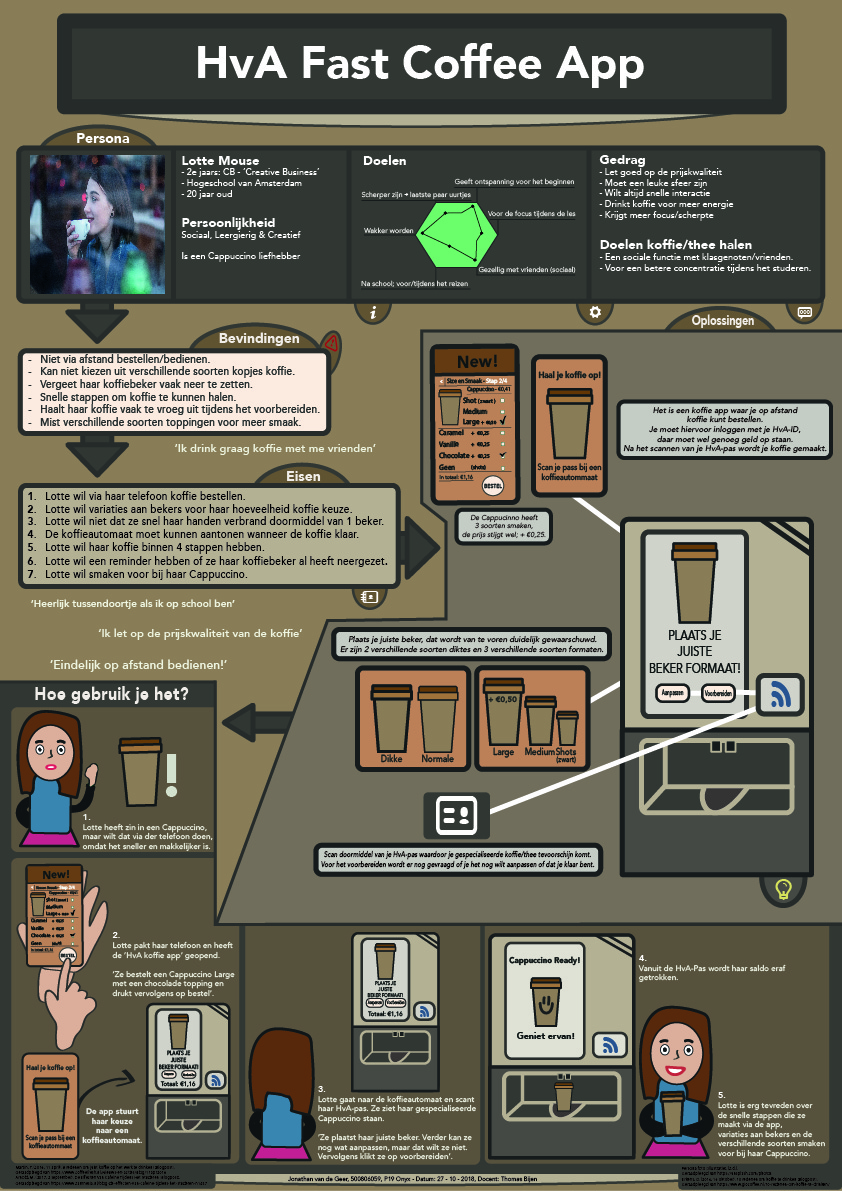 HvA Fast Coffee App
Persona
Lotte Mouse
- 2e jaars: CB - ‘Creative Business’
- Hogeschool van Amsterdam
- 20 jaar oud
Persoonlijkheid
Sociaal, Leergierig & Creatief
Is een Cappuccino liefhebber
Doelen
Geeft ontspanning voor het beginnen
Scherper zijn + laatste paar uurtjes
Voor de focus tijdens de les
Wakker worden
Gezellig met vrienden (sociaal)
Na school; voor/tijdens het reizen
Gedrag
- Let goed op de prijskwaliteit
- Moet een leuke sfeer zijn
- Wilt altijd snelle interactie
- Drinkt koffie voor meer energie
- Krijgt meer focus/scherpte
Doelen koffie/thee halen
- Een sociale functie met klasgenoten/vrienden.
- Voor een betere concentratie tijdens het studeren.
Bevindingen
- Niet via afstand bestellen/bedienen.
- Kan niet kiezen uit verschillende soorten kopjes koffie.
- Vergeet haar koffiebeker vaak neer te zetten.
- Snelle stappen om koffie te kunnen halen.
- Haalt haar koffie vaak te vroeg uit tijdens het voorbereiden.
- Mist verschillende soorten toppingen voor meer smaak.
‘Ik drink graag koffie met me vrienden’
Eisen
1. Lotte wil via haar telefoon koffie bestellen.
2. Lotte wil variaties aan bekers voor haar hoeveelheid koffie keuze.
3. Lotte wil niet dat ze snel haar handen verbrand doormiddel van 1 beker.
4. De koffieautomaat moet kunnen aantonen wanneer de koffie klaar.
5. Lotte wil haar koffie binnen 4 stappen hebben.
6. Lotte wil een reminder hebben of ze haar koffiebeker al heeft neergezet.
7. Lotte wil smaken voor bij haar Cappuccino.
‘Heerlijk tussendoortje als ik op school ben’
‘Ik let op de prijskwaliteit van de koffie’
‘Eindelijk op afstand bedienen!’
Oplossingen
New!
< Size en Smaak - Stap 2/4
Cappuccino - €0,41
Shot (zwart)
Medium
Large + €0,50
Caramel + €0,25
Vanille + €0,25
Chocolate + €0,25
Geen (shots)
In totaal: €1,16
BESTEL
Haal je koffie op!
Scan je pass bij een
koffieautommaat
Het is een koffie app waar je op afstand
koffie kunt bestellen.
Je moet hiervoor inloggen met je HvA-ID,
daar moet wel genoeg geld op staan.
Na het scannen van je HvA-pas wordt je koffie gemaakt.
De Cappucinno heeft
3 soorten smaken,
de prijs stijgt wel; + €0,25.
PLAATS JE
JUISTE
BEKER FORMAAT!
Aanpassen
Voorbereiden
Plaats je juiste beker, dat wordt van te voren duidelijk gewaarschuwd.
Er zijn 2 verschillende soorten diktes en 3 verschillende soorten formaten.
Dikke
Normale
+ €0,50
Large
Medium
Shots
(zwart)
Scan doormiddel van je HvA-pas waardoor je gespecialiseerde koffie/thee tevoorschijn komt.
Voor het voorbereiden wordt er nog gevraagd of je het nog wilt aanpassen of dat je klaar bent.
Hoe gebruik je het?
1.
Lotte heeft zin in een Cappuccino,
maar wilt dat via der telefoon doen,
omdat het sneller en makkelijker is.
New!
BESTEL
2.
Lotte pakt haar telefoon en heeft
de ‘HvA koffie app’ geopend.
‘Ze bestelt een Cappuccino Large
met een chocolade topping en
drukt vervolgens op bestel’.
Haal je koffie op!
Scan je pass bij een
koffieautommaat
De app stuurt
haar keuze
naar een
koffieautomaat.
PLAATS JE
JUISTE
BEKER FORMAAT!
Totaal: €1,16
PLAATS JE
JUISTE
BEKER FORMAAT!
Totaal: €1,16
3.
Lotte gaat naar de koffieautomaat en scant
haar HvA-pas. Ze ziet haar gespecialiseerde
Cappuccino staan.
‘Ze plaatst haar juiste beker. Verder kan ze
nog wat aanpassen, maar dat wilt ze niet.
Vervolgens klikt ze op voorbereiden’.
Cappuccino Ready!
Geniet ervan!
4.
Vanuit de HvA-Pas wordt haar saldo eraf
getrokken.
5.
Lotte is erg tevreden over
de snelle stappen die ze
maakt via de app,
variaties aan bekers en de
verschillende soorten smaken
voor bij haar Cappuccino.
Jonathan van de Geer, 500806059, P19 Onyx - Datum: 27 - 10 - 2018, Docent: Thomas Bijen